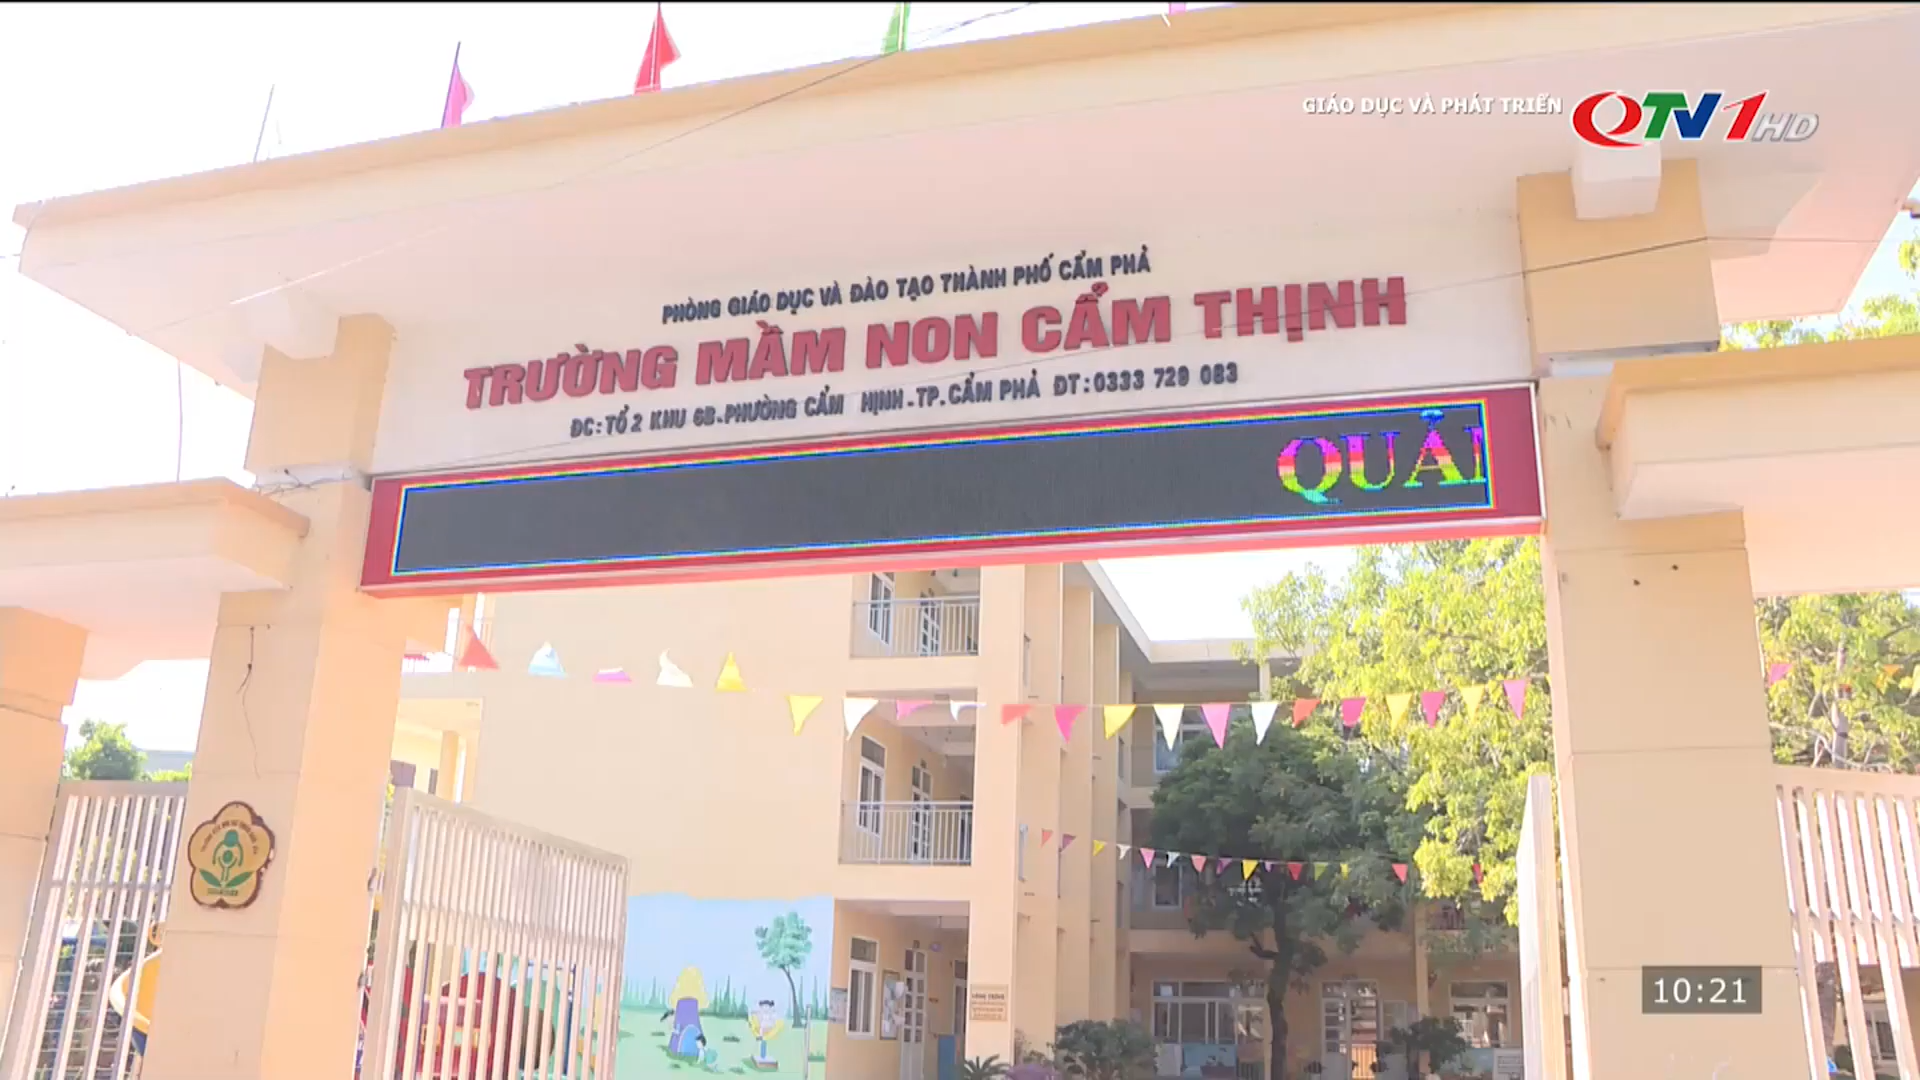 GIÁO DỤC VÀ PHÁT TRIỂN QTV1HD
PHÒNG GIÁO DỤC VÀ ĐÀO TẠO THÀNH PHỐ CẨM PHẢ
TRƯỜNG MẦM NON CẨM THỊNH
ĐC:TỔ 2 KHU 6B-PHƯỜNG CẨM HỊNH-TP.CẨM PHẢ ĐT:0333 729 083
QUẢ
10:21